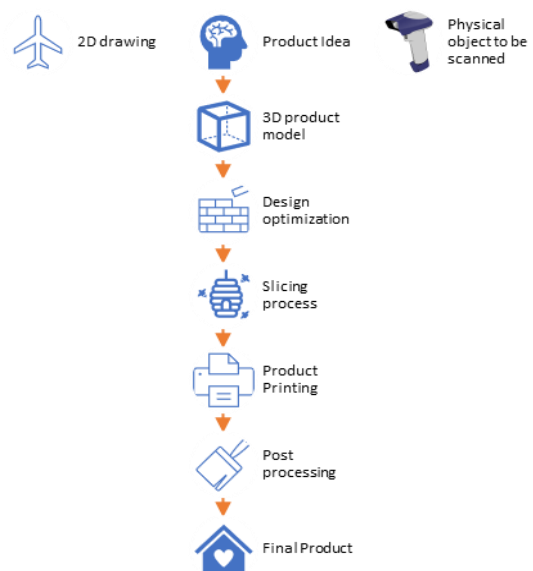 2D drawing
Product Idea
Physical
object to be
scanned
3D product
model
Design
optimization
Slicing
process
Product
Printing
Post
processing
Final Product